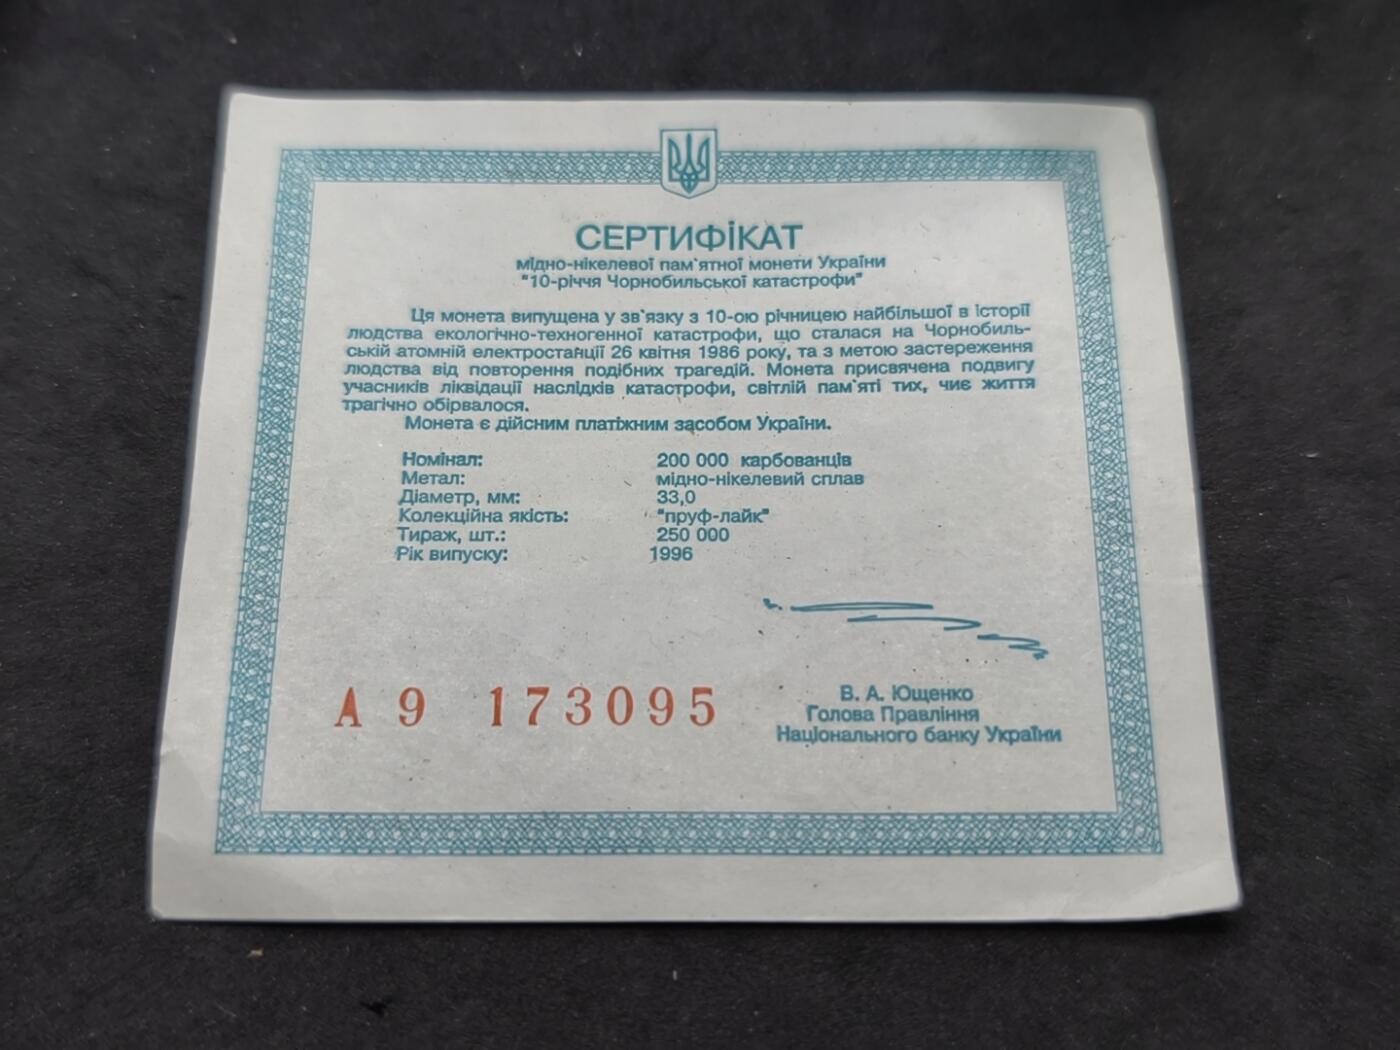 СЕРТИФІКАТ
мідно-нікелевої пам`ятної монети України
"10-річчя Чорнобильської катастрофи"
Ця монета випущена у зв`язку з 10-ою річницею найбільшої в історії
людства екологічно-техногенної катастрофи, що сталася на Чорнобиль-
ській атомній електростанції 26 квітня 1986 року, та з метою застереження
людства від повторення подібних трагедій. Монета присвячена подвигу
учасників ліквідації наслідків катастрофи, світлій пам`яті тих, чиє життя
трагічно обірвалося.
Монета є дійсним платіжним засобом України.
Номінал: 200 000 карбованців
Метал: мідно-нікелевий сплав
Діаметр, мм: 33,0
Колекційна якість: "пруф-лайк"
Тираж, шт.: 250 000
Рік випуску: 1996
А 9 173095
В. А. Ющенко
Голова Правління
Національного банку України